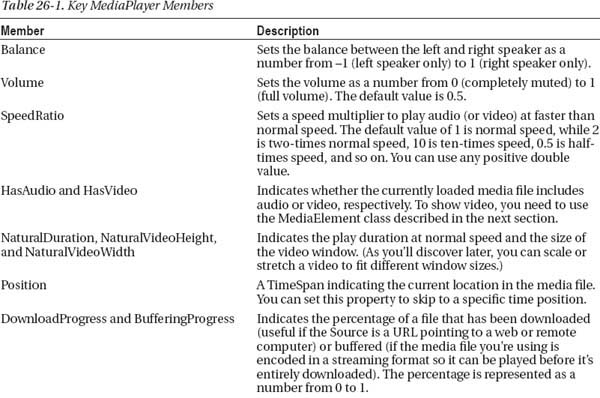 Table 26-1. Key MediaPlayer Members
Member Description
Balance Sets the balance between the left and right speaker as a
number from –1 (left speaker only) to 1 (right speaker only).
Volume Sets the volume as a number from 0 (completely muted) to 1
(full volume). The default value is 0.5.
SpeedRatio Sets a speed multiplier to play audio (or video) at faster than
normal speed. The default value of 1 is normal speed, while 2
is two-times normal speed, 10 is ten-times speed, 0.5 is half-
times speed, and so on. You can use any positive double
value.
HasAudio and HasVideo Indicates whether the currently loaded media file includes
audio or video, respectively. To show video, you need to use
the MediaElement class described in the next section.
NaturalDuration, NaturalVideoHeight, Indicates the play duration at normal speed and the size of
and NaturalVideoWidth the video window. (As you’ll discover later, you can scale or
stretch a video to fit different window sizes.)
Position A TimeSpan indicating the current location in the media file.
You can set this property to skip to a specific time position.
DownloadProgress and BufferingProgress Indicates the percentage of a file that has been downloaded
(useful if the Source is a URL pointing to a web or remote
computer) or buffered (if the media file you’re using is
encoded in a streaming format so it can be played before it’s
entirely downloaded). The percentage is represented as a
number from 0 to 1.